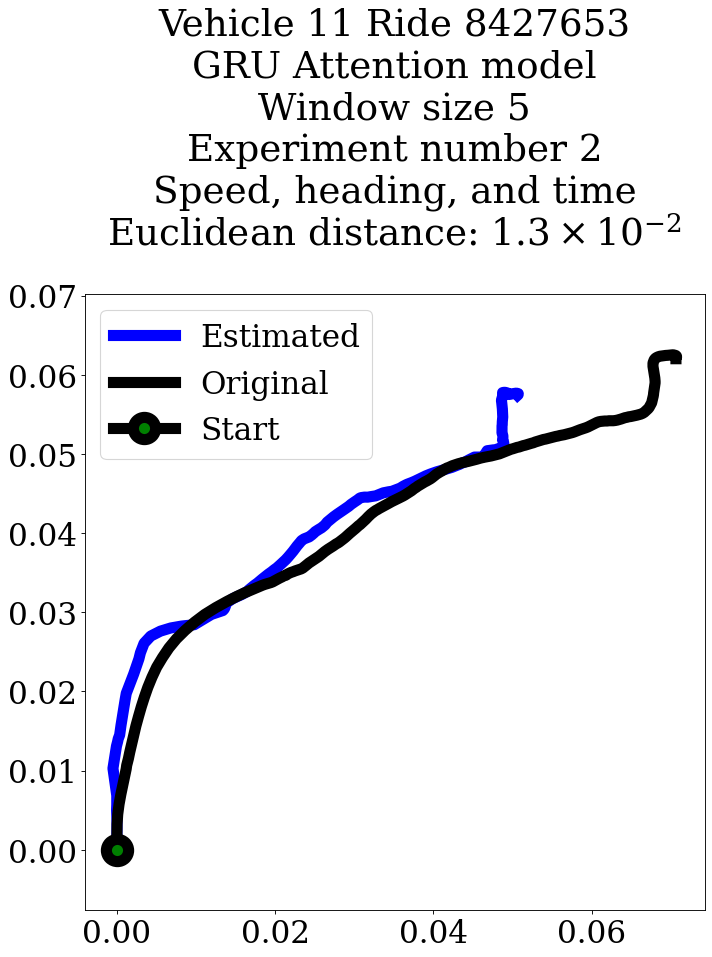 Vehicle 11 Ride 8427653
GRU Attention model
Window size 5
Experiment number 2
Speed, heading, and time
Euclidean distance: 1.3 × 10⁻²
0.07
0.06
0.05
0.04
0.03
0.02
0.01
0.00
Estimated
Original
Start
0.00 0.02 0.04 0.06